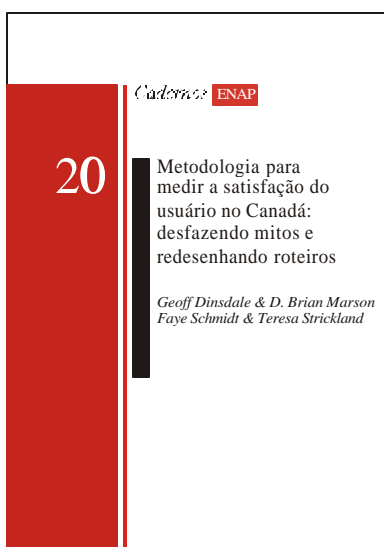 Cadernos ENAP
20
Metodologia para
medir a satisfação do
usuário no Canadá:
desfazendo mitos e
redesenhando roteiros
Geoff Dinsdale & D. Brian Marson
Faye Schmidt & Teresa Strickland